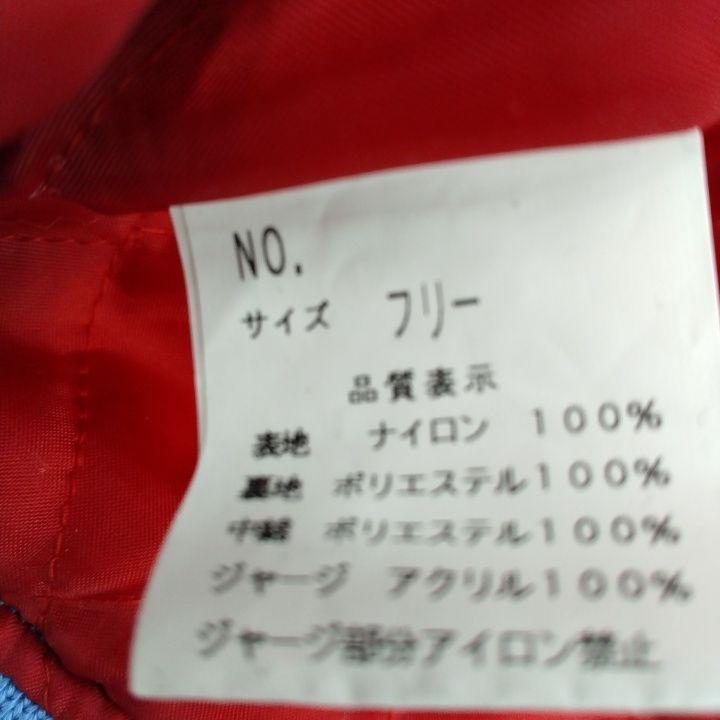 NO.
サイズ フリー
品質表示
表地 ナイロン 100%
裏地 ポリエステル100%
中綿 ポリエステル100%
ジャージ アクリル100%
ジャージ部分アイロン禁止